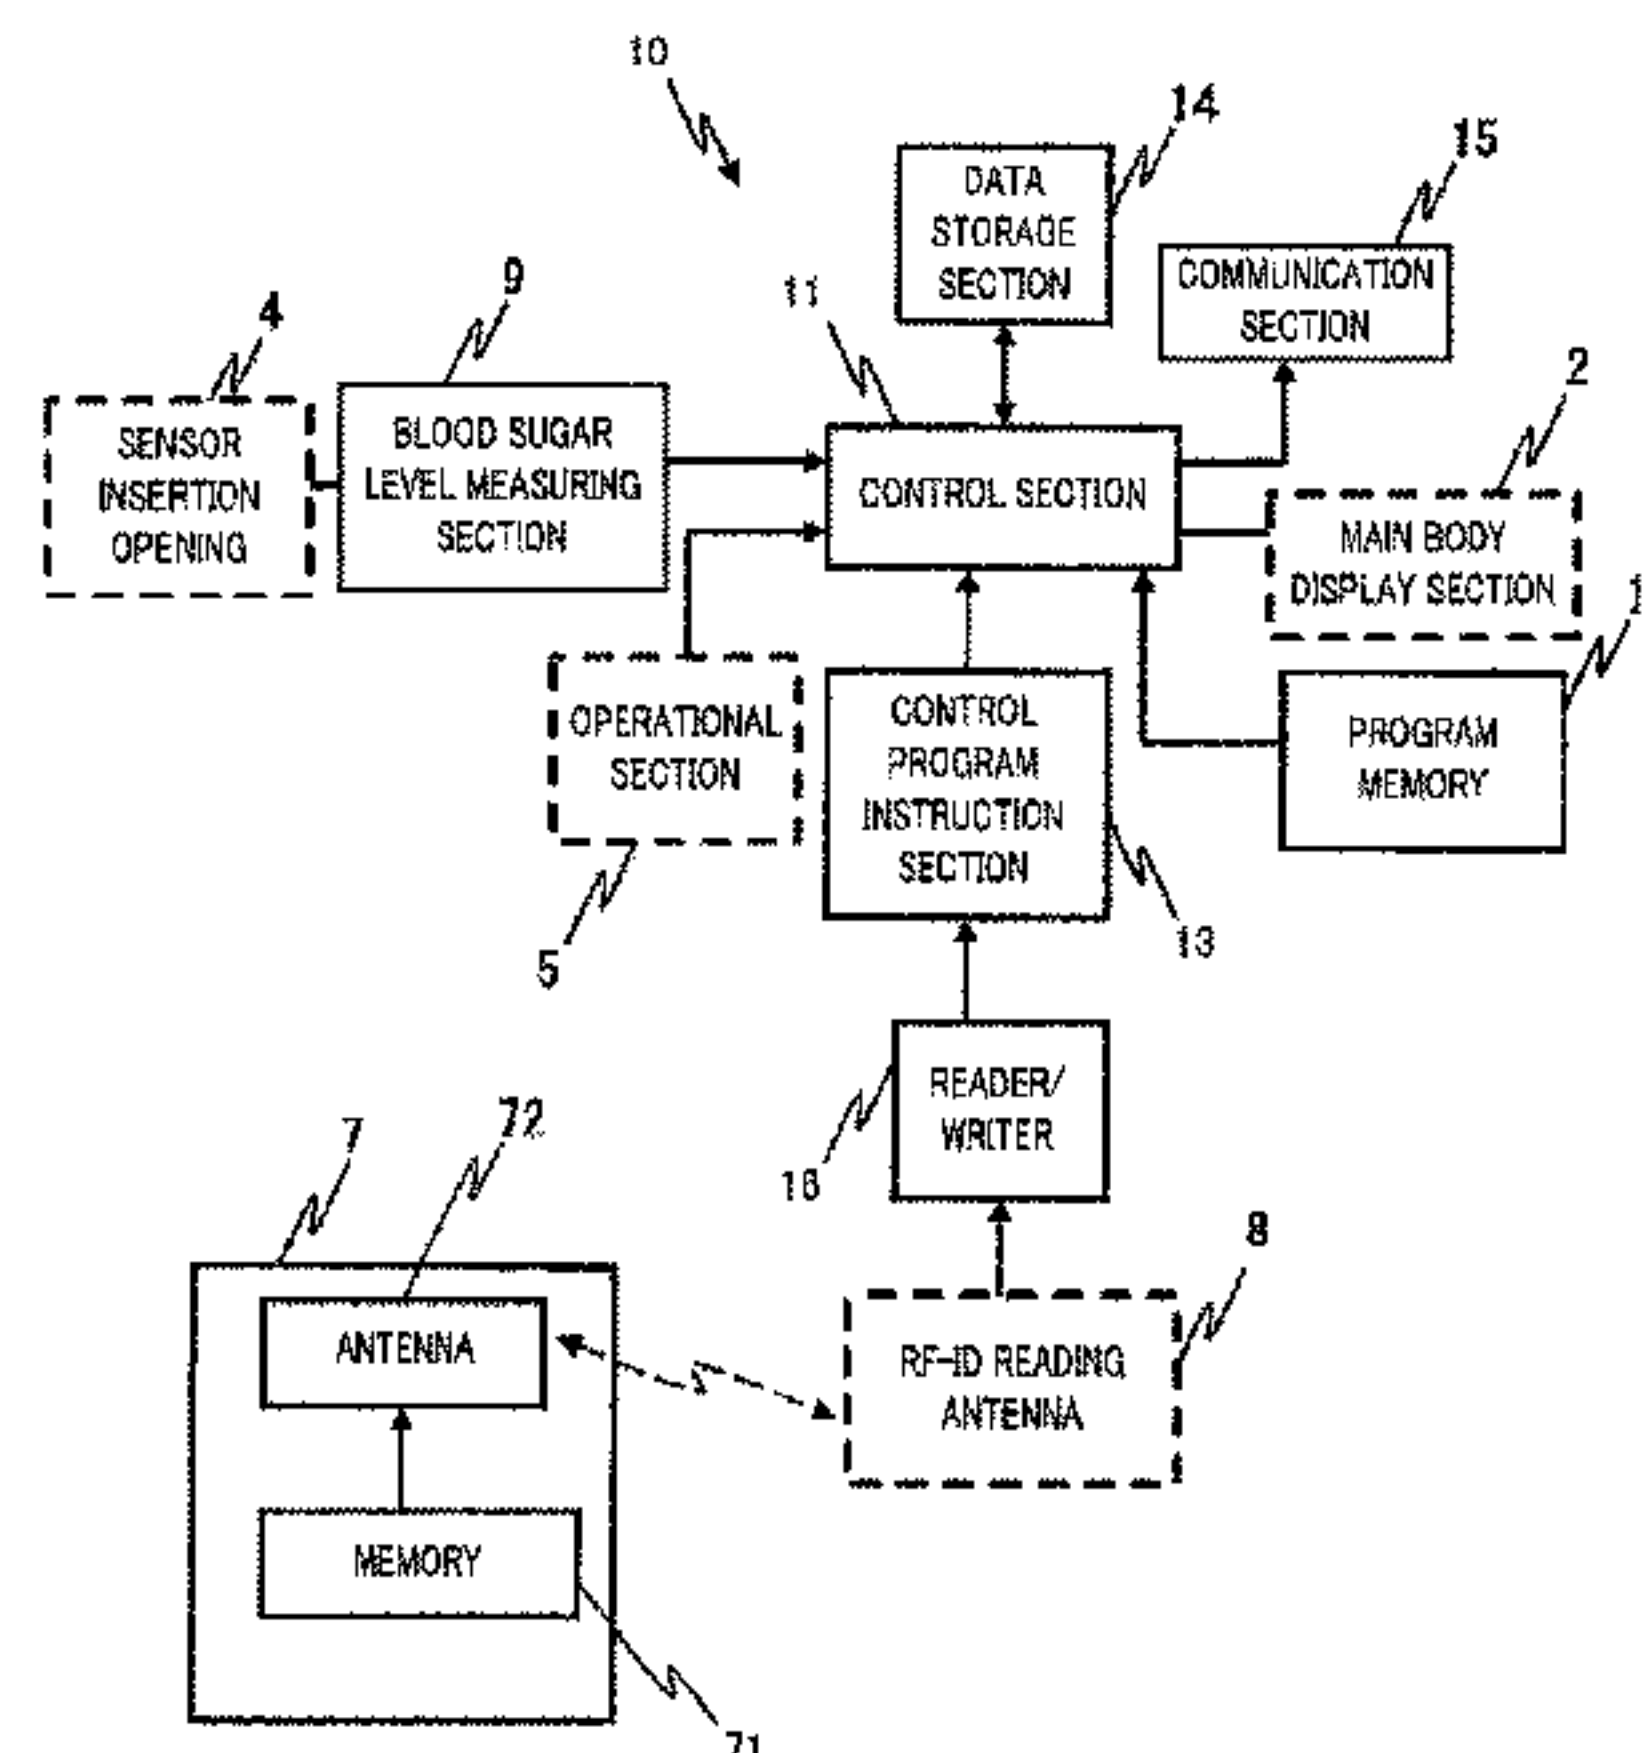 10
14
15
DATA
STORAGE
SECTION
COMMUNICATION
SECTION
11
9
4
2
SENSOR
INSERTION
OPENING
BLOOD SUGAR
LEVEL MEASURING
SECTION
CONTROL SECTION
MAIN BODY
DISPLAY SECTION
1
OPERATIONAL
SECTION
CONTROL
PROGRAM
INSTRUCTION
SECTION
PROGRAM
MEMORY
5
13
READER/
WRITER
16
7
72
8
ANTENNA
RF-ID READING
ANTENNA
MEMORY
71